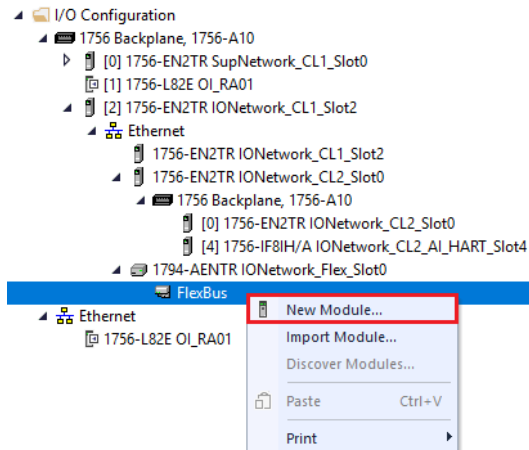 I/O Configuration
1756 Backplane, 1756-A10
[0] 1756-EN2TR SupNetwork_CL1_Slot0
[1] 1756-L82E OI_RA01
[2] 1756-EN2TR IONetwork_CL1_Slot2
Ethernet
1756-EN2TR IONetwork_CL1_Slot2
1756-EN2TR IONetwork_CL2_Slot0
1756 Backplane, 1756-A10
[0] 1756-EN2TR IONetwork_CL2_Slot0
[4] 1756-IF8IH/A IONetwork_CL2_AI_HART_Slot4
1794-AENTR IONetwork_Flex_Slot0
FlexBus
Ethernet
1756-L82E OI_RA01
New Module...
Import Module...
Discover Modules...
Paste Ctrl+V
Print